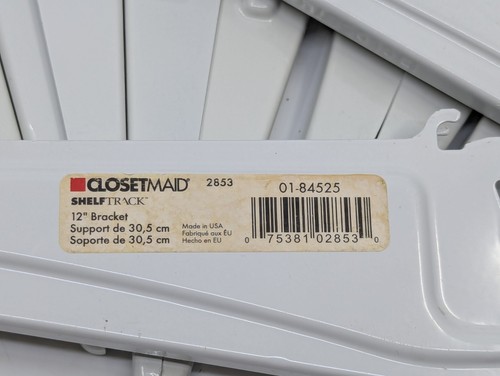 CLOSETMAID® 2853 01-84525
SHELFTRACK™
12" Bracket
Support de 30,5 cm
Soporte de 30,5 cm
Made in USA
Fabriqué aux ÉU
Hecho en EU
0 75381 02853 0